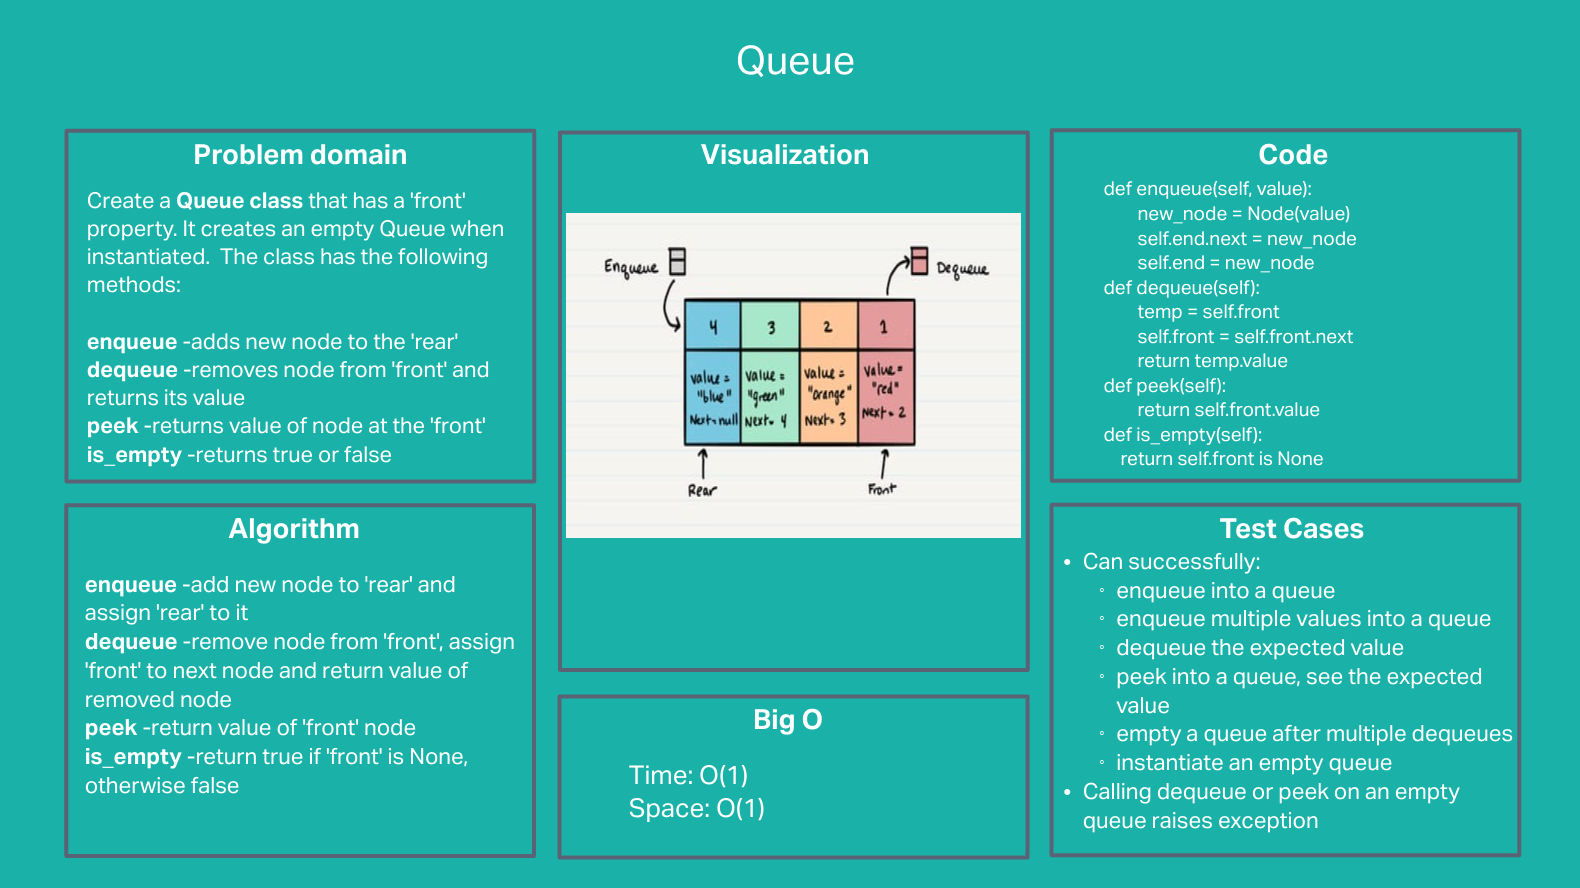 Queue
Problem domain
Create a Queue class that has a 'front'
property. It creates an empty Queue when
instantiated.  The class has the following
methods:
enqueue -adds new node to the 'rear'
dequeue -removes node from 'front' and
returns its value
peek -returns value of node at the 'front'
is_empty -returns true or false
Algorithm
enqueue -add new node to 'rear' and
assign 'rear' to it
dequeue -remove node from 'front', assign
'front' to next node and return value of
removed node
peek -return value of 'front' node
is_empty -return true if 'front' is None,
otherwise false
Visualization
Enqueue
Dequeue
4 3 2 1
value = value = value = value =
"blue" "green" "orange" "red"
Next=null Next= 4 Next= 3 Next= 2
Rear
Front
Big O
Time: O(1)
Space: O(1)
Code
def enqueue(self, value):
new_node = Node(value)
self.end.next = new_node
self.end = new_node
def dequeue(self):
temp = self.front
self.front = self.front.next
return temp.value
def peek(self):
return self.front.value
def is_empty(self):
return self.front is None
Test Cases
• Can successfully:
◦ enqueue into a queue
◦ enqueue multiple values into a queue
◦ dequeue the expected value
◦ peek into a queue, see the expected
value
◦ empty a queue after multiple dequeues
◦ instantiate an empty queue
• Calling dequeue or peek on an empty
queue raises exception